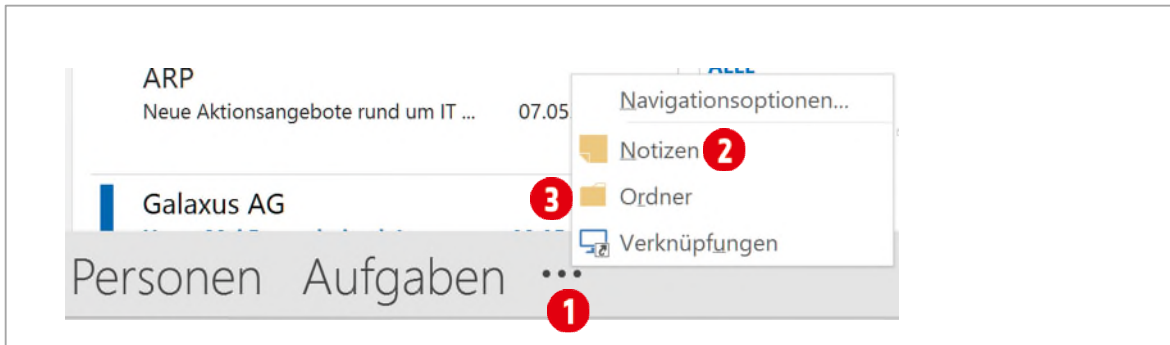 ARP
Neue Aktionsangebote rund um IT ... 07.05
Galaxus AG
Navigationsoptionen...
Notizen 2
3 Ordner
Verknüpfungen
Personen Aufgaben ...
1